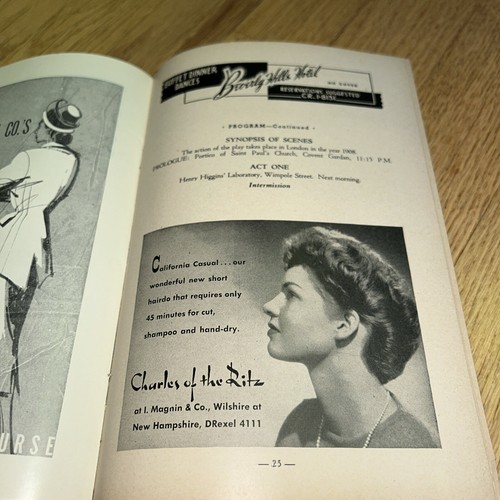 CO.'S
URSE
BUFFET DINNER
DANCES
Beverly Hills Hotel
NO COVER
RESERVATIONS SUGGESTED
- PROGRAM—Continued -
SYNOPSIS OF SCENES
The action of the play takes place in London in the year 1908.
PROLOGUE: Portico of Saint Paul's Church, Covent Garden, 11:15 P.M.
ACT ONE
Henry Higgins' Laboratory, Wimpole Street. Next morning.
Intermission
California Casual . . . our
wonderful new short
hairdo that requires only
45 minutes for cut,
shampoo and hand-dry.
Charles of the Ritz
at I. Magnin & Co., Wilshire at
New Hampshire, DRexel 4111
— 25 —